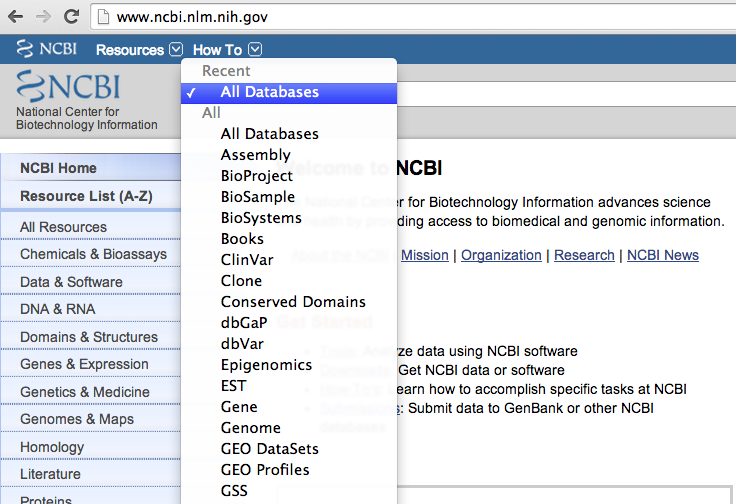 www.ncbi.nlm.nih.gov
NCBI Resources How To
NCBI
National Center for
Biotechnology Information
Recent
✓ All Databases
All
All Databases
Assembly
BioProject
BioSample
BioSystems
Books
ClinVar
Clone
Conserved Domains
dbGaP
dbVar
Epigenomics
EST
Gene
Genome
GEO DataSets
GEO Profiles
GSS
NCBI Home
Resource List (A-Z)
All Resources
Chemicals & Bioassays
Data & Software
DNA & RNA
Domains & Structures
Genes & Expression
Genetics & Medicine
Genomes & Maps
Homology
Literature
Proteins
Welcome to NCBI
National Center for Biotechnology Information advances science
health by providing access to biomedical and genomic information.
About the NCBI | Mission | Organization | Research | NCBI News
Get Started
Tools: Analyze data using NCBI software
Downloads: Get NCBI data or software
How-To's: Learn how to accomplish specific tasks at NCBI
Submissions: Submit data to GenBank or other NCBI
databases